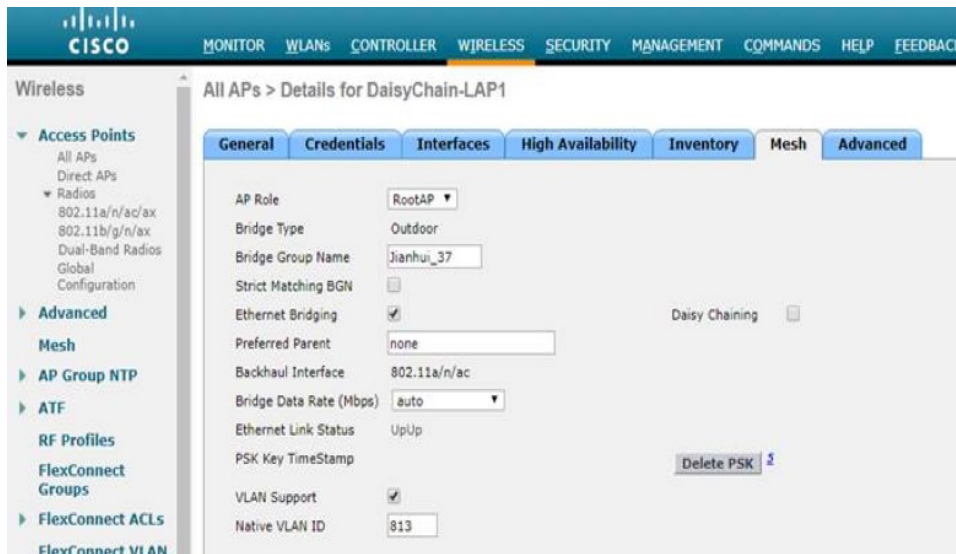 CISCO
MONITOR WLANs CONTROLLER WIRELESS SECURITY MANAGEMENT COMMANDS HELP FEEDBAC
Wireless
Access Points
All APs
Direct APs
Radios
802.11a/n/ac/ax
802.11b/g/n/ax
Dual-Band Radios
Global
Configuration
Advanced
Mesh
AP Group NTP
ATF
RF Profiles
FlexConnect
Groups
FlexConnect ACLs
FlexConnect VLAN
All APs > Details for DaisyChain-LAP1
General Credentials Interfaces High Availability Inventory Mesh Advanced
AP Role RootAP
Bridge Type Outdoor
Bridge Group Name Jianhui_37
Strict Matching BGN
Ethernet Bridging Daisy Chaining
Preferred Parent none
Backhaul Interface 802.11a/n/ac
Bridge Data Rate (Mbps) auto
Ethernet Link Status UpUp
PSK Key TimeStamp Delete PSK 5
VLAN Support
Native VLAN ID 813